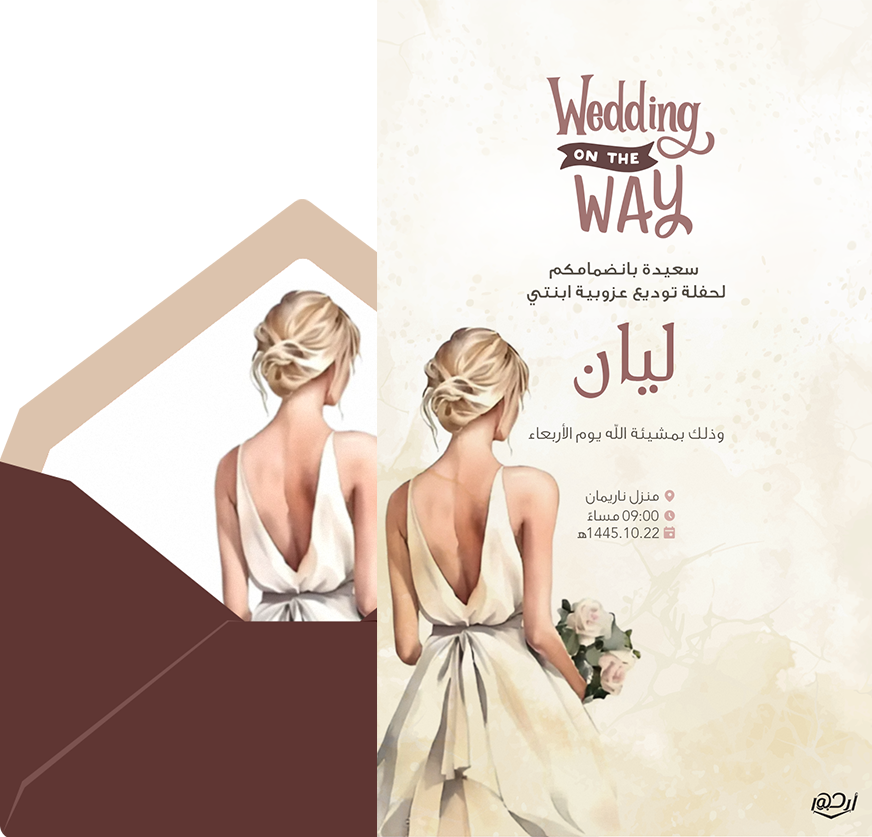 Wedding
ON THE
WAY
سعيدة بانضمامكم
لحفلة توديع عزوبية ابنتي
ليان
وذلك بمشيئة الله يوم الأربعاء
منزل ناريمان
09:00 مساءً
1445.10.22هـ